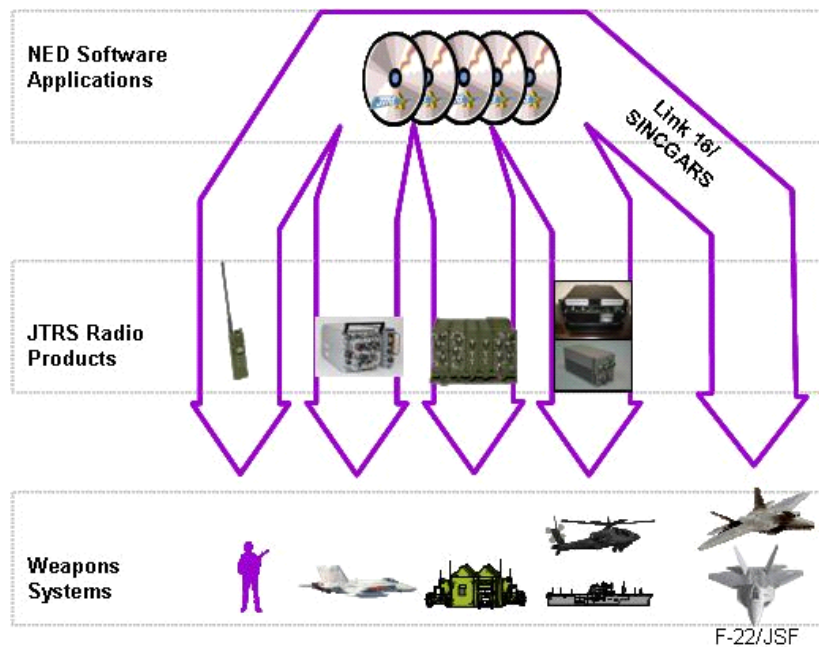 NED Software
Applications
Link 16/
SINCGARS
JTRS Radio
Products
Weapons
Systems
F-22/JSF